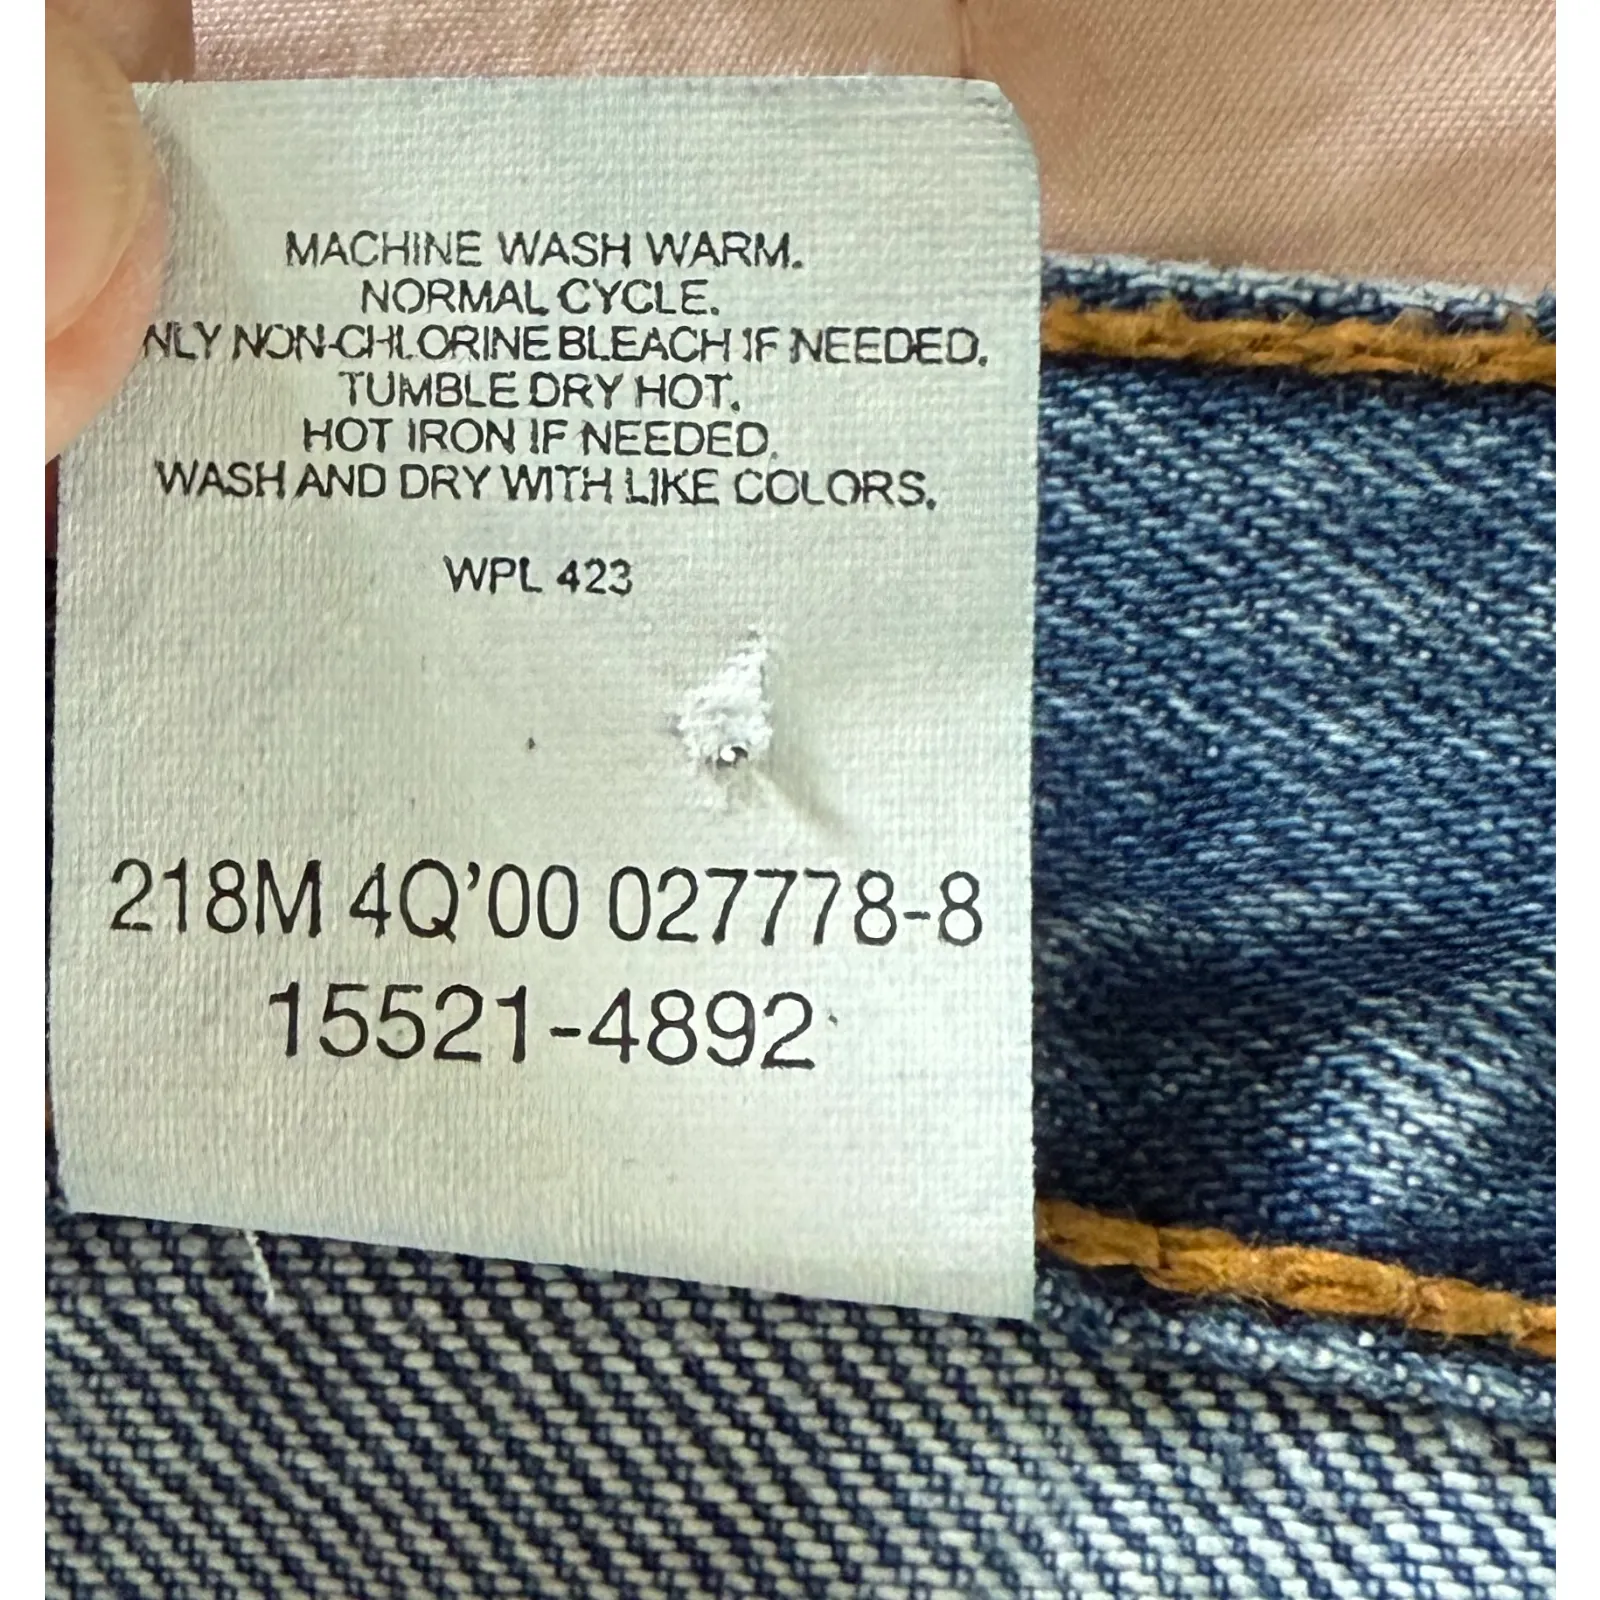 MACHINE WASH WARM.
NORMAL CYCLE.
NLY NON-CHLORINE BLEACH IF NEEDED.
TUMBLE DRY HOT.
HOT IRON IF NEEDED.
WASH AND DRY WITH LIKE COLORS.
WPL 423
218M 4Q'00 027778-8
15521-4892